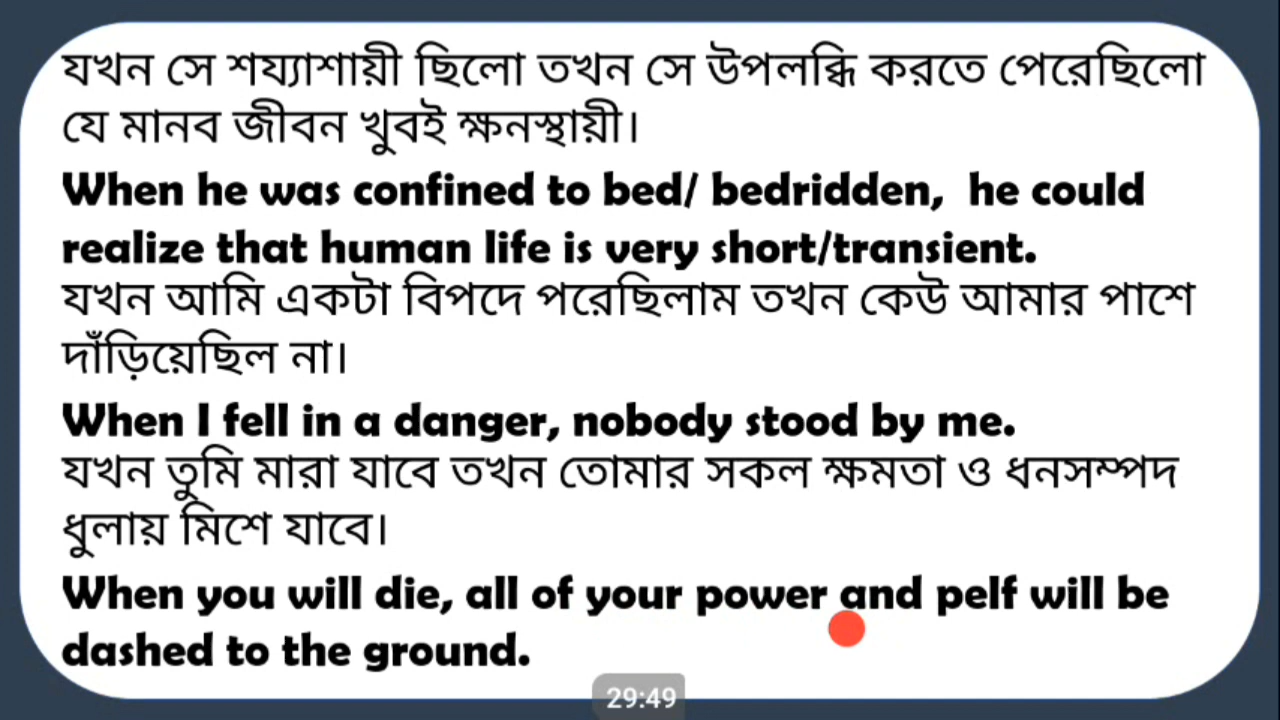 যখন সে শয্যাশায়ী ছিলো তখন সে উপলব্ধি করতে পেরেছিলো
যে মানব জীবন খুবই ক্ষনস্থায়ী।
When he was confined to bed/ bedridden, he could
realize that human life is very short/transient.
যখন আমি একটা বিপদে পরেছিলাম তখন কেউ আমার পাশে
দাঁড়িয়েছিল না।
When I fell in a danger, nobody stood by me.
যখন তুমি মারা যাবে তখন তোমার সকল ক্ষমতা ও ধনসম্পদ
ধুলায় মিশে যাবে।
When you will die, all of your power and pelf will be
dashed to the ground.
29:49